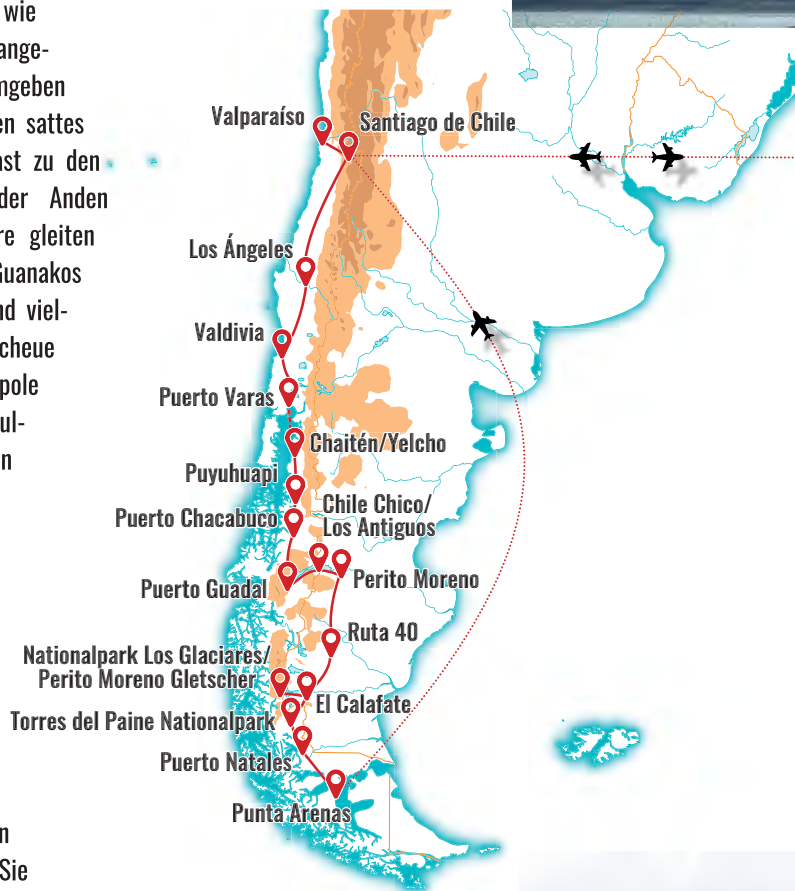 wie
ange-
mgeben
en sattes
ast zu den
der Anden
re gleiten
Guanakos
nd viel-
cheue
pole
ul-
n
n
Sie
Valparaíso
Santiago de Chile
Los Ángeles
Valdivia
Puerto Varas
Chaitén/Yelcho
Puyuhuapi
Chile Chico/
Los Antiguos
Puerto Chacabuco
Perito Moreno
Puerto Guadal
Ruta 40
Nationalpark Los Glaciares/
Perito Moreno Gletscher
El Calafate
Torres del Paine Nationalpark
Puerto Natales
Punta Arenas